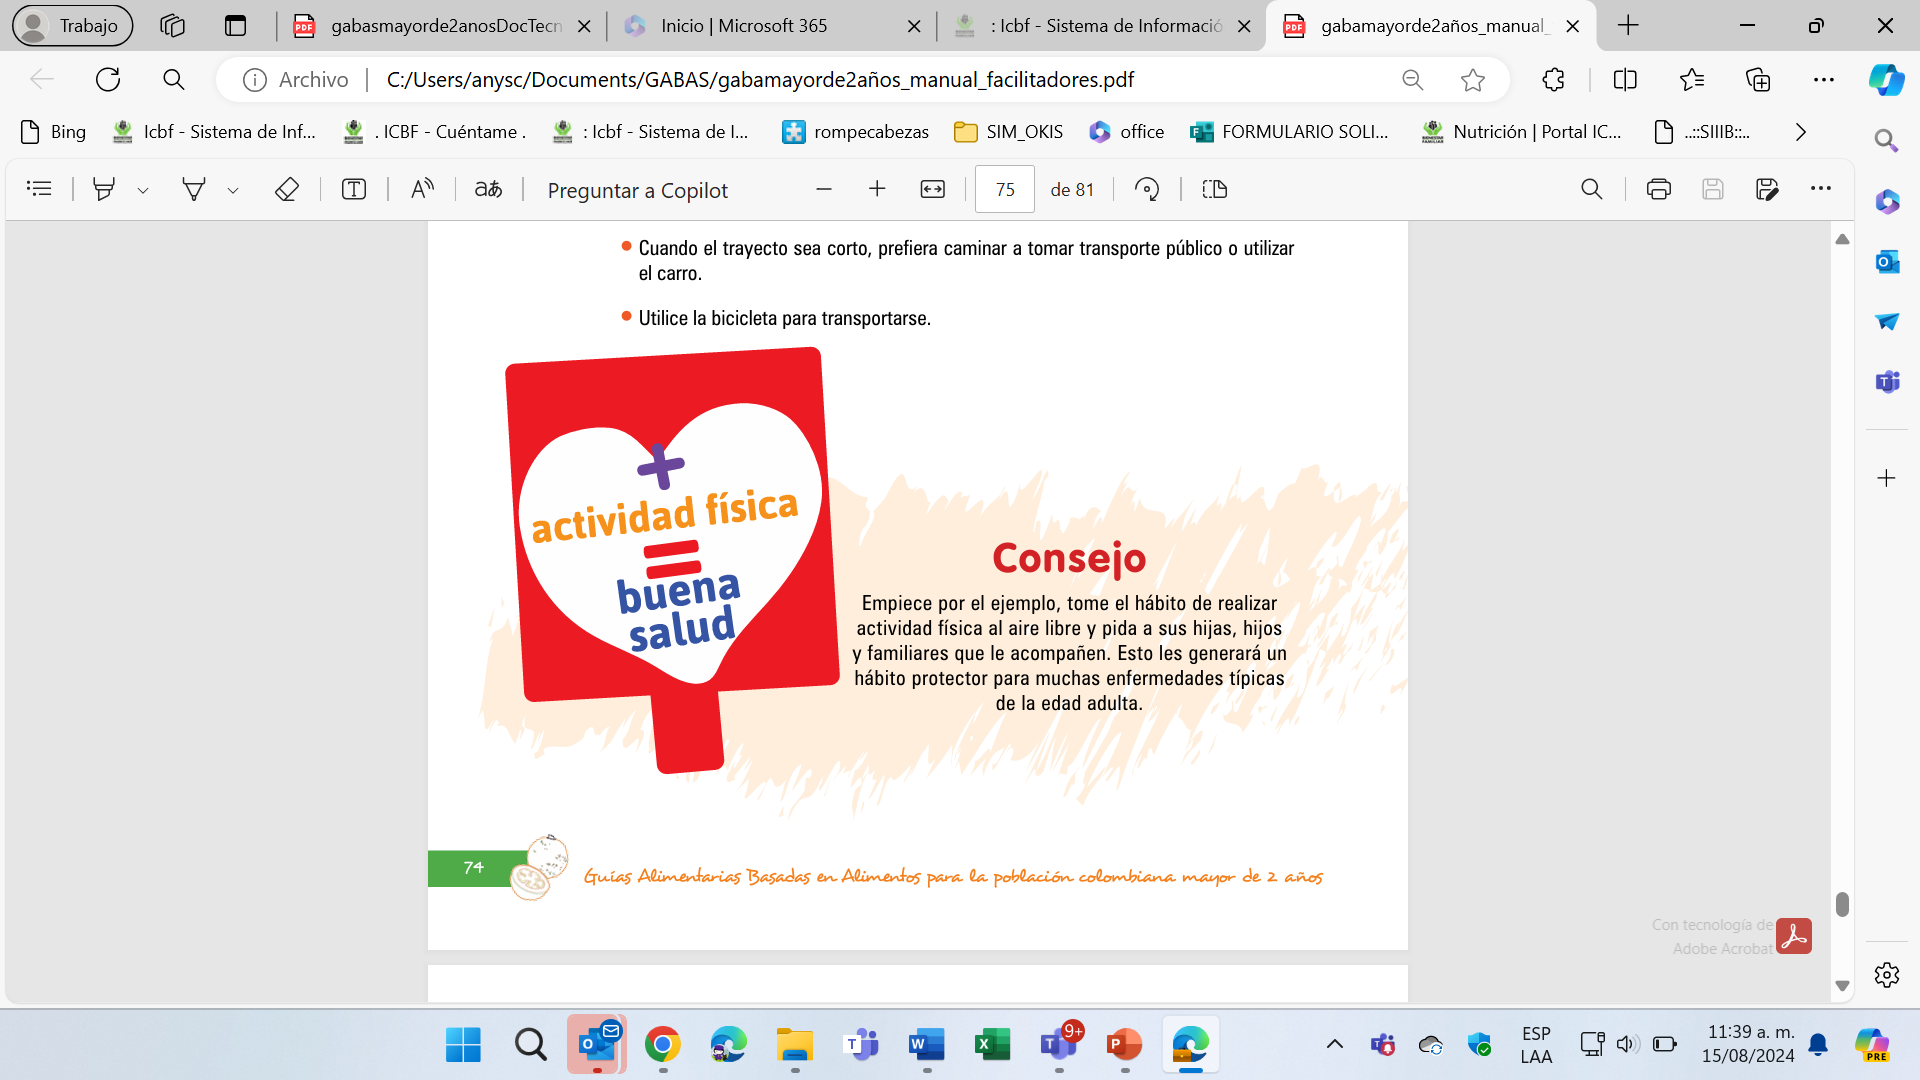 Trabajo
gabasmayorde2anosDocTecn
Inicio | Microsoft 365
: Icbf - Sistema de Informació
gabamayorde2años_manual_
Archivo
C:/Users/anysc/Documents/GABAS/gabamayorde2años_manual_facilitadores.pdf
Bing
Icbf - Sistema de Inf...
. ICBF - Cuéntame .
: Icbf - Sistema de I...
rompecabezas
SIM_OKIS
office
FORMULARIO SOLI...
Nutrición | Portal IC...
..::SIIIB::..
Preguntar a Copilot
75
de 81
Cuando el trayecto sea corto, prefiera caminar a tomar transporte público o utilizar
el carro.
Utilice la bicicleta para transportarse.
+
actividad física
=
buena
salud
Consejo
Empiece por el ejemplo, tome el hábito de realizar
actividad física al aire libre y pida a sus hijas, hijos
y familiares que le acompañen. Esto les generará un
hábito protector para muchas enfermedades típicas
de la edad adulta.
74
Guías Alimentarias Basadas en Alimentos para la población colombiana mayor de 2 años
Con tecnología de
Adobe Acrobat
9+
ESP
LAA
11:39 a. m.
15/08/2024
PRE